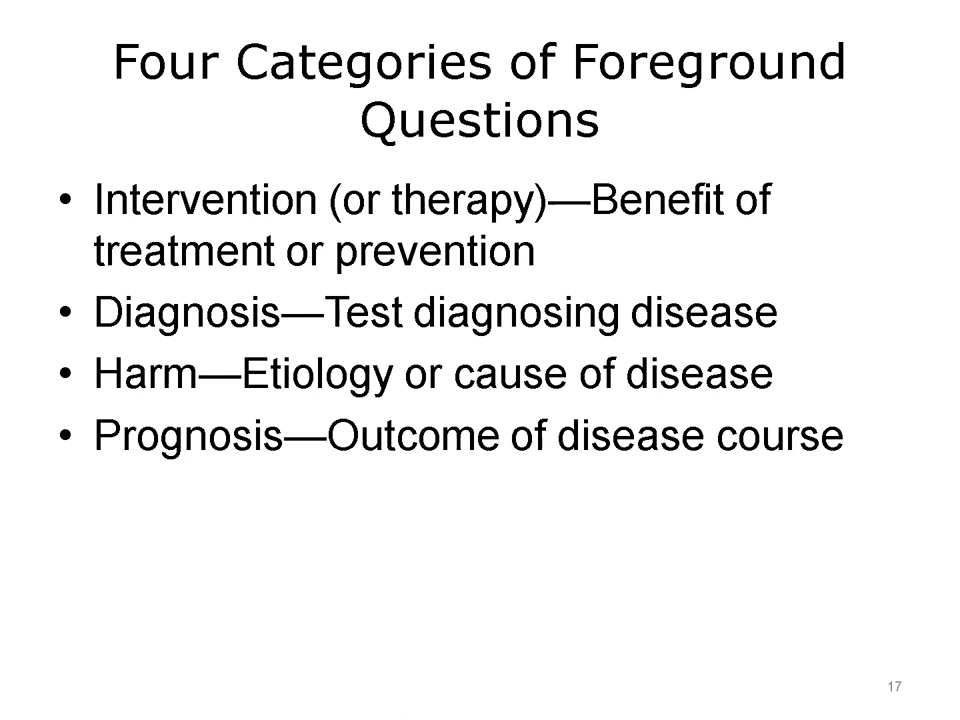 Four Categories of Foreground
Questions
• Intervention (or therapy)—Benefit of
treatment or prevention
• Diagnosis—Test diagnosing disease
• Harm—Etiology or cause of disease
• Prognosis—Outcome of disease course
17